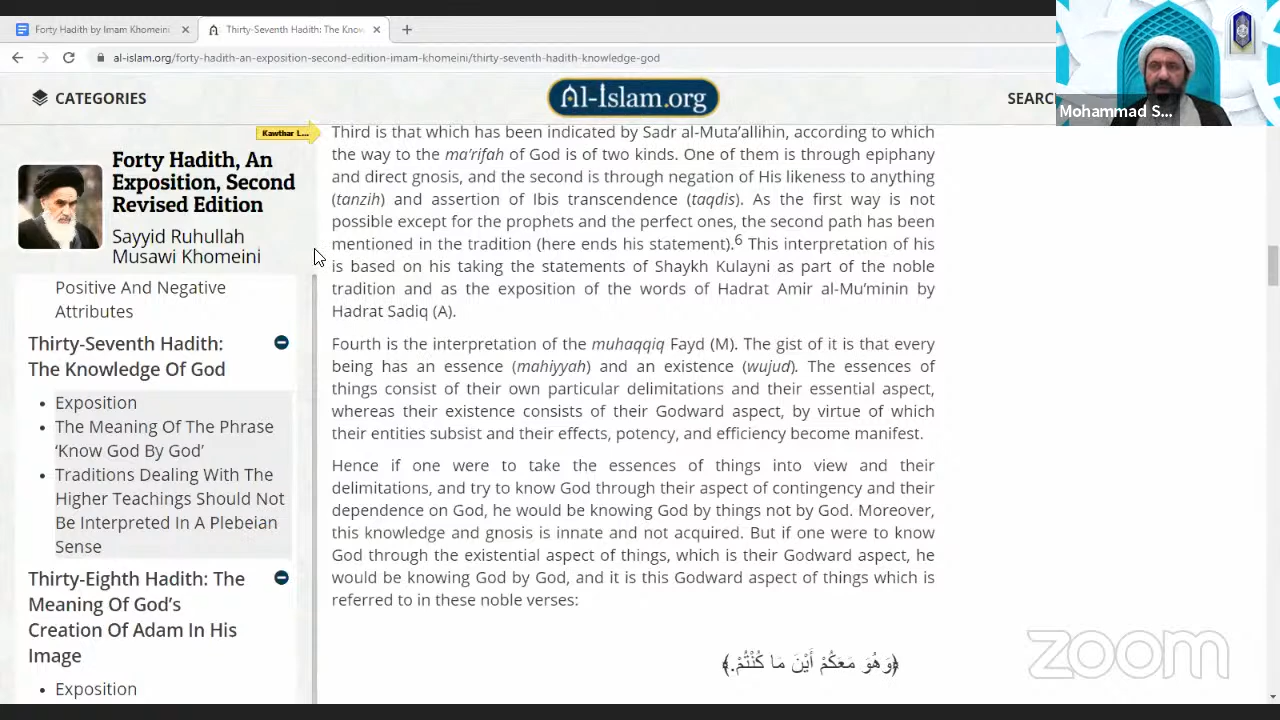 Forty Hadith by Imam Khomeini
Thirty-Seventh Hadith: The Know
al-islam.org/forty-hadith-an-exposition-second-edition-imam-khomeini/thirty-seventh-hadith-knowledge-god
CATEGORIES
Al-Islam.org
SEARC
Mohammad S...
Kawthar L...
Forty Hadith, An
Exposition, Second
Revised Edition
Sayyid Ruhullah
Musawi Khomeini
Positive And Negative
Attributes
Thirty-Seventh Hadith:
The Knowledge Of God
• Exposition
• The Meaning Of The Phrase
‘Know God By God’
• Traditions Dealing With The
Higher Teachings Should Not
Be Interpreted In A Plebeian
Sense
Thirty-Eighth Hadith: The
Meaning Of God’s
Creation Of Adam In His
Image
• Exposition
Third is that which has been indicated by Sadr al-Muta’allihin, according to which
the way to the ma’rifah of God is of two kinds. One of them is through epiphany
and direct gnosis, and the second is through negation of His likeness to anything
(tanzih) and assertion of Ibis transcendence (taqdis). As the first way is not
possible except for the prophets and the perfect ones, the second path has been
mentioned in the tradition (here ends his statement).6 This interpretation of his
is based on his taking the statements of Shaykh Kulayni as part of the noble
tradition and as the exposition of the words of Hadrat Amir al-Mu’minin by
Hadrat Sadiq (A).
Fourth is the interpretation of the muhaqqiq Fayd (M). The gist of it is that every
being has an essence (mahiyyah) and an existence (wujud). The essences of
things consist of their own particular delimitations and their essential aspect,
whereas their existence consists of their Godward aspect, by virtue of which
their entities subsist and their effects, potency, and efficiency become manifest.
Hence if one were to take the essences of things into view and their
delimitations, and try to know God through their aspect of contingency and their
dependence on God, he would be knowing God by things not by God. Moreover,
this knowledge and gnosis is innate and not acquired. But if one were to know
God through the existential aspect of things, which is their Godward aspect, he
would be knowing God by God, and it is this Godward aspect of things which is
referred to in these noble verses:
﴿وَهُوَ مَعَكُمْ أَيْنَ مَا كُنْتُمْ.﴾
zoom